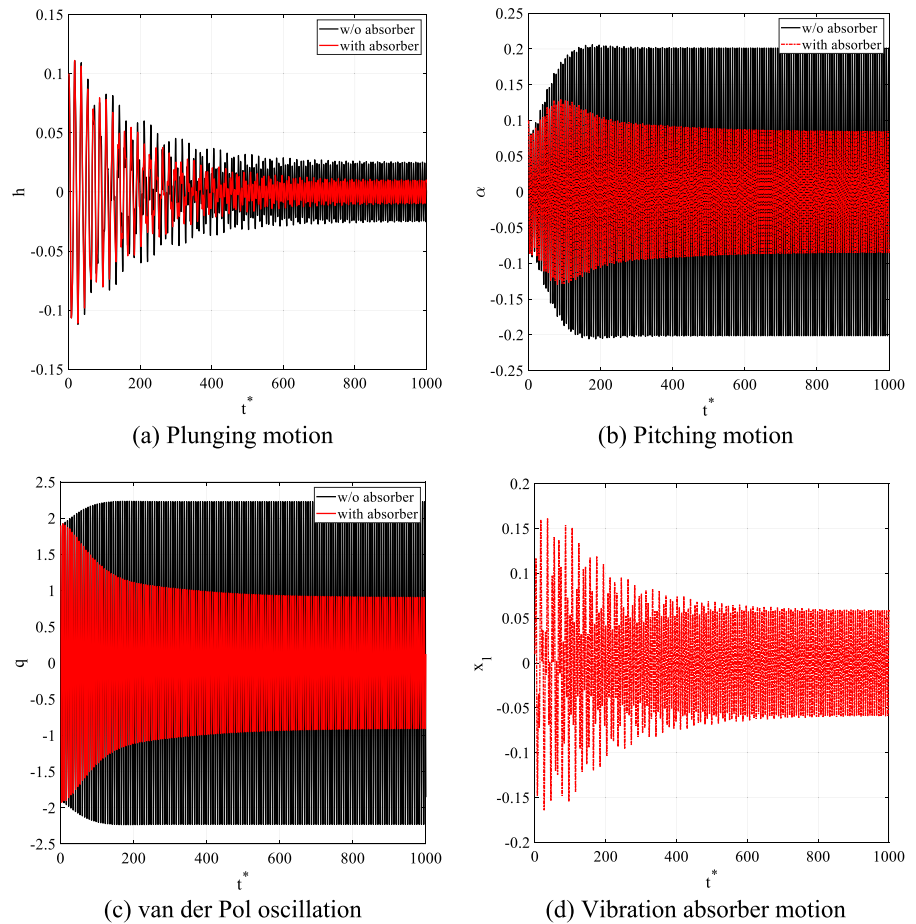 0.15
0.1
0.05
0
-0.05
-0.1
-0.15
h
0 200 400 600 800 1000
t*
w/o absorber
with absorber
(a) Plunging motion
0.25
0.2
0.15
0.1
0.05
0
-0.05
-0.1
-0.15
-0.2
-0.25
α
0 200 400 600 800 1000
t*
w/o absorber
with absorber
(b) Pitching motion
2.5
2
1.5
1
0.5
0
-0.5
-1
-1.5
-2
-2.5
q
0 200 400 600 800 1000
t*
w/o absorber
with absorber
(c) van der Pol oscillation
0.2
0.15
0.1
0.05
0
-0.05
-0.1
-0.15
-0.2
x1
0 200 400 600 800 1000
t*
(d) Vibration absorber motion